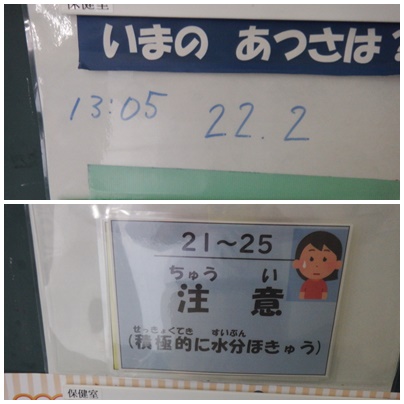 保健室
いまの あつさは?
13:05 22.2
21～25
ちゅう い
注 意
せっきょくてき すいぶん
(積極的に水分ほきゅう)
保健室